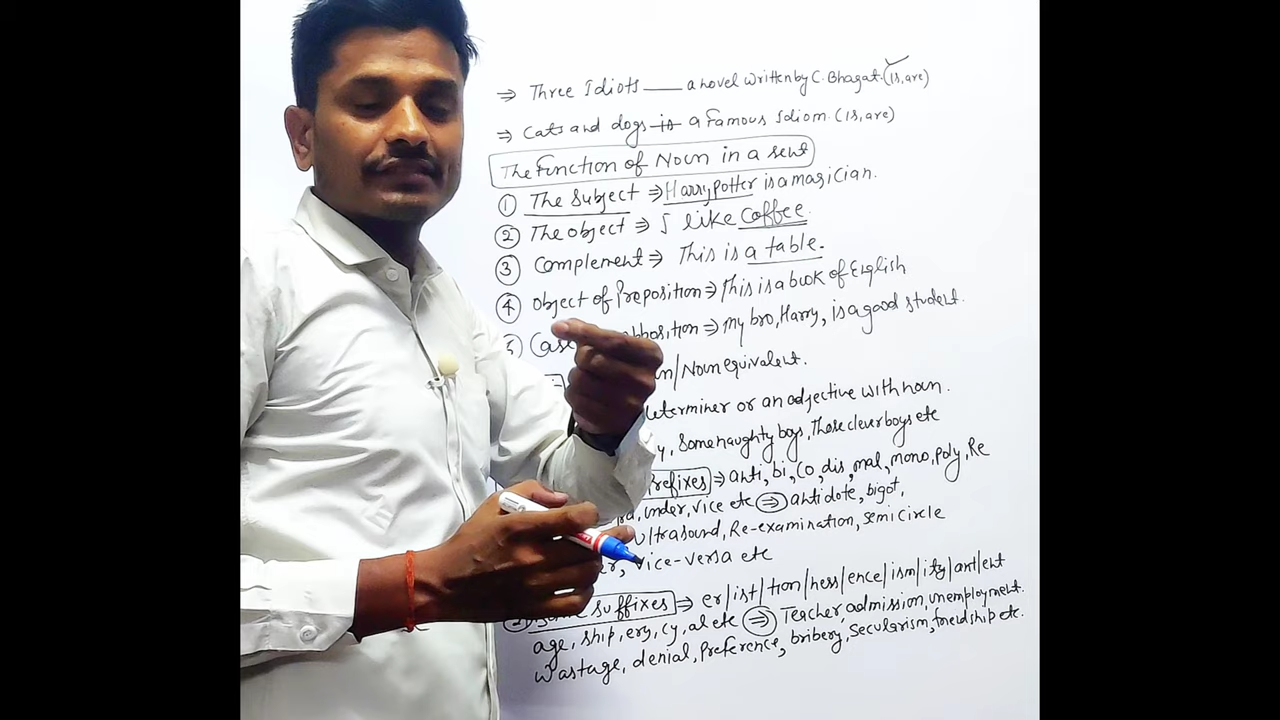 ⇒ Three Idiots ___ a novel written by C. Bhagat. (is, are)
⇒ Cats and dogs is a famous Idiom. (is, are)
The Function of Noun in a sent
① The Subject ⇒ Harry Potter is a magician.
② The object ⇒ I like Coffee.
③ Complement ⇒ This is a table.
④ Object of Preposition ⇒ This is a book of English
5) Case apposition ⇒ My bro, Harry, is a good student.
/Noun equivalent.
determiner or an adjective with noun.
y, Some naughty boys, Those clever boys etc
Prefixes ⇒ anti, bi, Co, dis, mal, mono, poly, Re
under, vice etc ⇒ antidote, bigot,
ultrasound, Re-examination, semicircle
er, vice-versa etc
Suffixes ⇒ er/ist/tion/ness/ence/ism/ity/ant/ent
age, ship, ery, cy, al etc ⇒ Teacher, admission, unemployment.
Wastage, denial, Preference, bribery, Secularism, friendship etc.